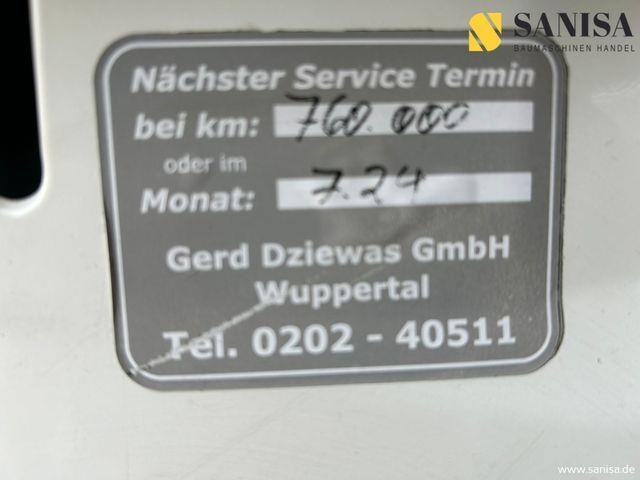 SANISA
BAUMASCHINEN HANDEL
Nächster Service Termin
bei km: 760.000
oder im
Monat: 7.24
Gerd Dziewas GmbH
Wuppertal
Tel. 0202 - 40511
www.sanisa.de